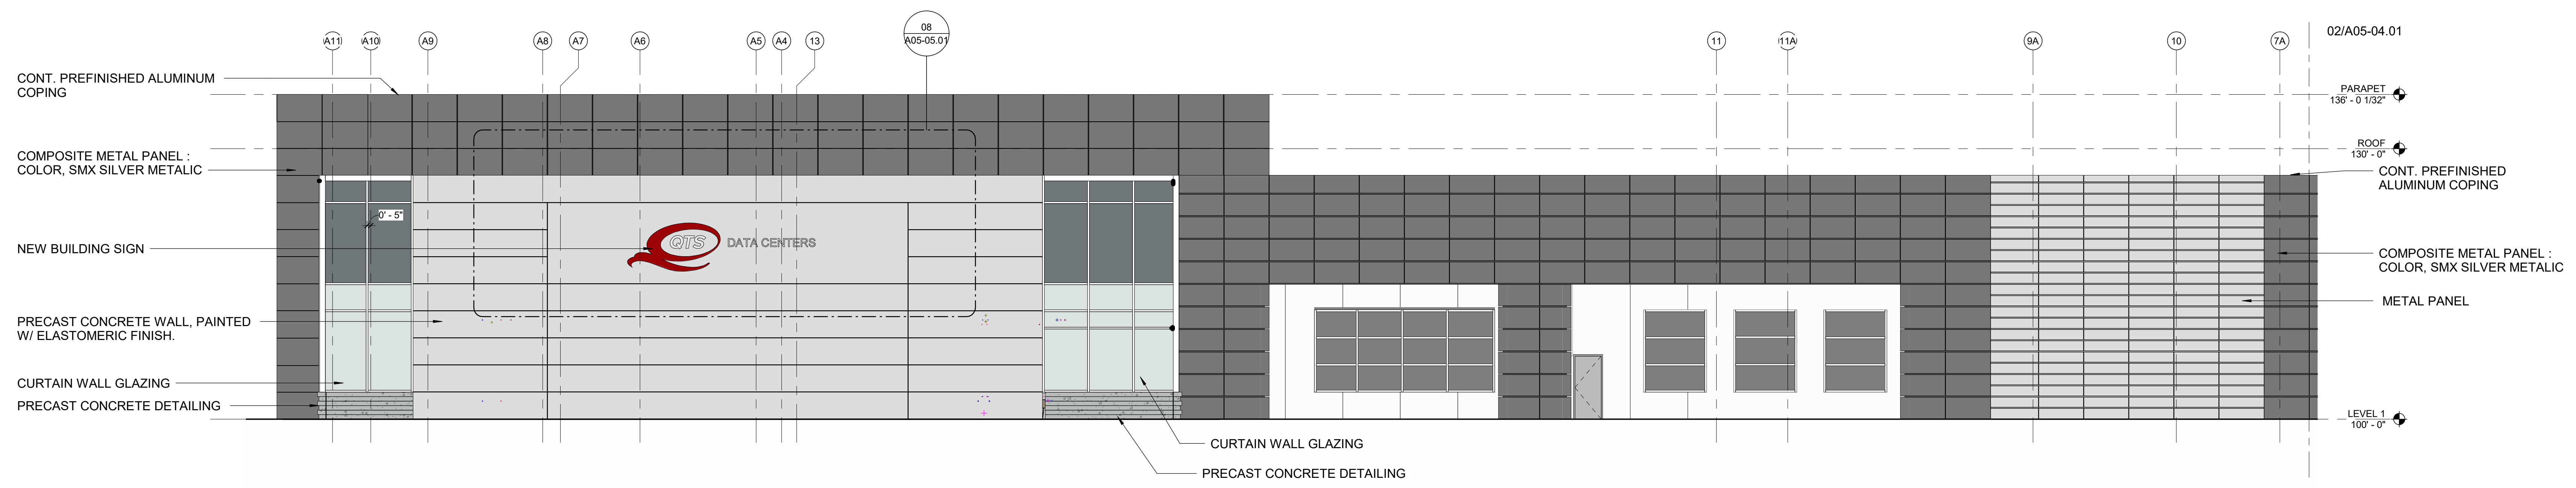 08
A05-05.01
02/A05-04.01
A11
A10
A9
A8
A7
A6
A5
A4
13
11
11A
9A
10
7A
CONT. PREFINISHED ALUMINUM
COPING
PARAPET
136' - 0 1/32"
ROOF
130' - 0"
COMPOSITE METAL PANEL :
COLOR, SMX SILVER METALIC
CONT. PREFINISHED
ALUMINUM COPING
0' - 5"
NEW BUILDING SIGN
QTS DATA CENTERS
COMPOSITE METAL PANEL :
COLOR, SMX SILVER METALIC
METAL PANEL
PRECAST CONCRETE WALL, PAINTED
W/ ELASTOMERIC FINISH.
CURTAIN WALL GLAZING
PRECAST CONCRETE DETAILING
LEVEL 1
100' - 0"
CURTAIN WALL GLAZING
PRECAST CONCRETE DETAILING